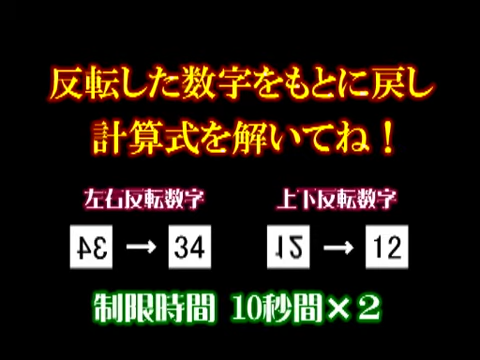 反転した数字をもとに戻し
計算式を解いてね！
左右反転数字 上下反転数字
34 → 34 12 → 12
制限時間 10秒間×2